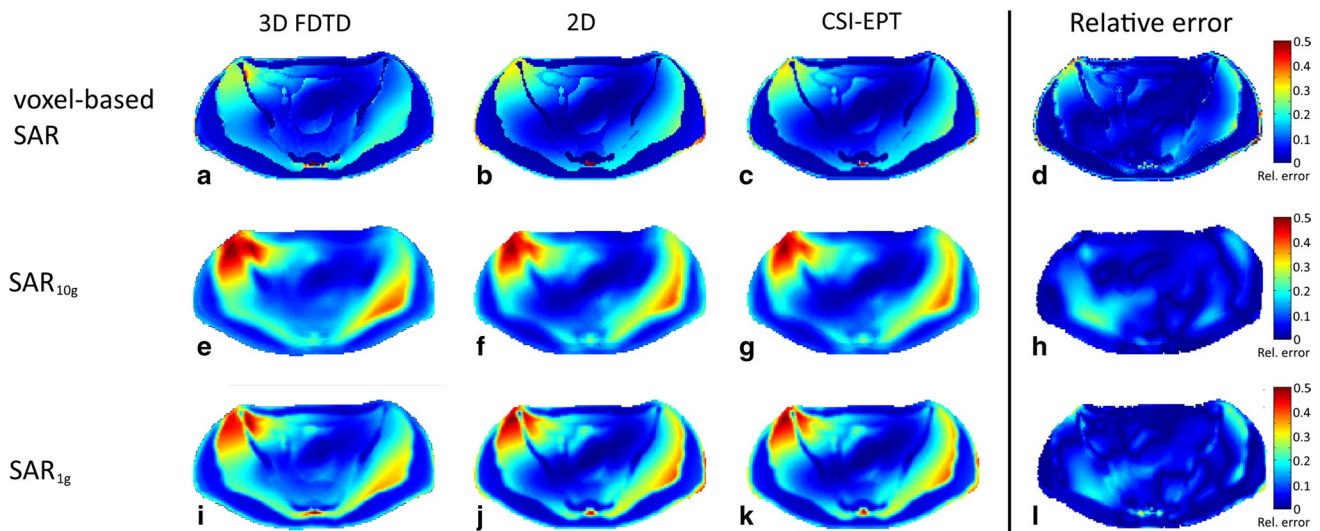 3D FDTD 2D CSI-EPT Relative error
voxel-based
SAR
a b c d
0.5
0.4
0.3
0.2
0.1
0
Rel. error
SAR10g
e f g h
0.5
0.4
0.3
0.2
0.1
0
Rel. error
SAR1g
i j k l
0.5
0.4
0.3
0.2
0.1
0
Rel. error